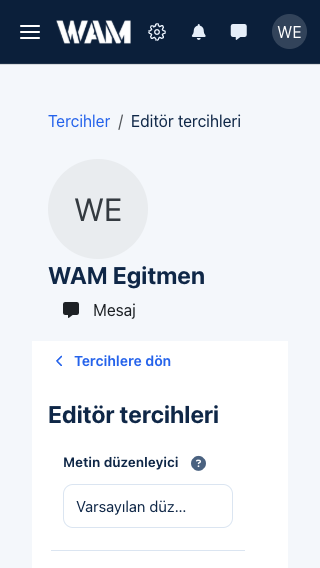 WAM
WE
Tercihler / Editör tercihleri
WE
WAM Egitmen
Mesaj
Tercihlere dön
Editör tercihleri
Metin düzenleyici ?
Varsayılan düz...